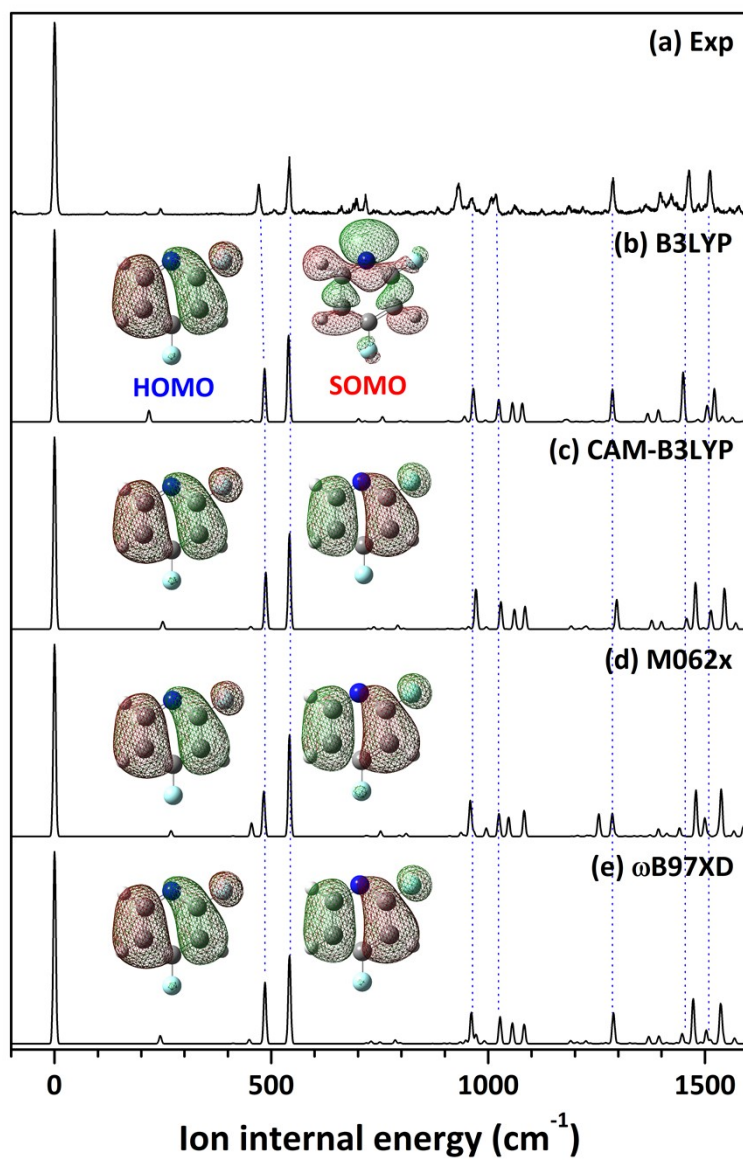 (a) Exp
(b) B3LYP
HOMO
SOMO
(c) CAM-B3LYP
(d) M062x
(e) ωB97XD
0 500 1000 1500
Ion internal energy (cm⁻¹)